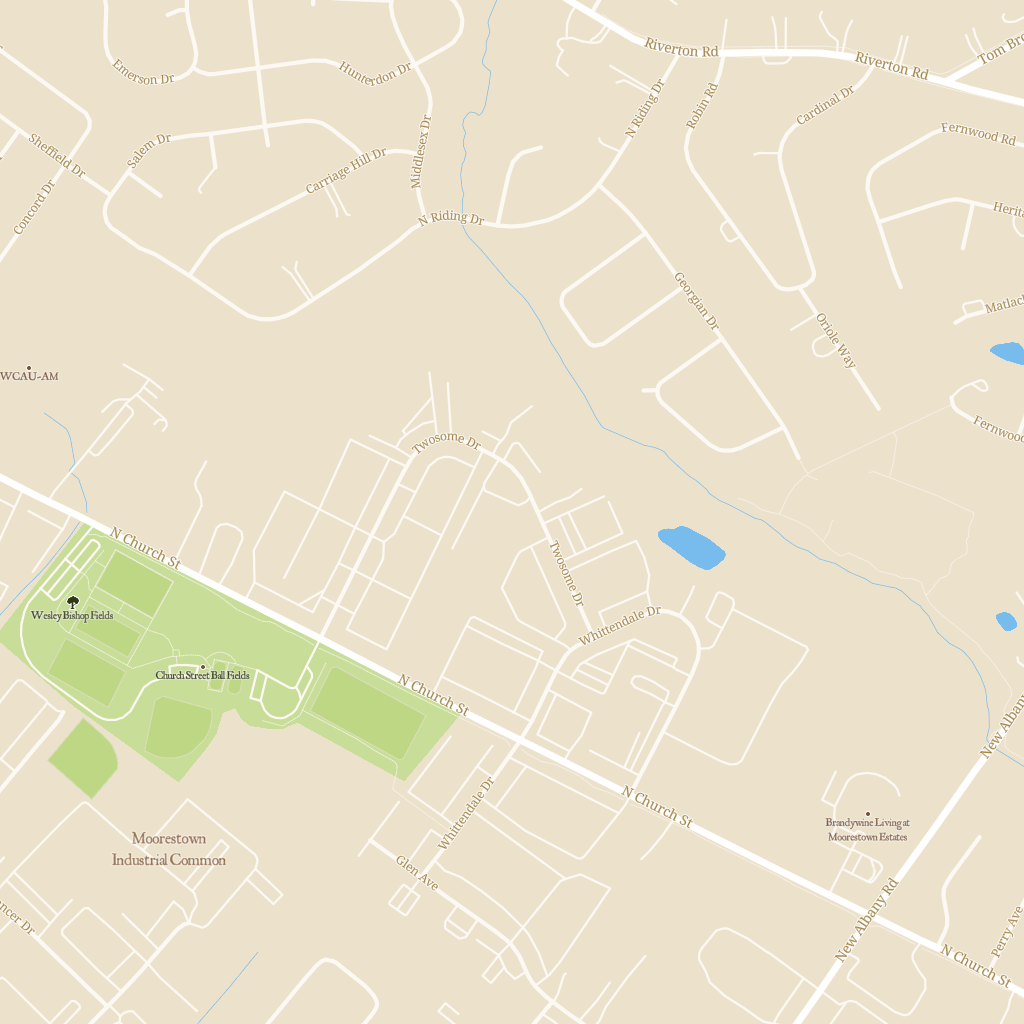 Riverton Rd
Riverton Rd
Tom Bro
Emerson Dr
Hunterdon Dr
N Riding Dr
Robin Rd
Cardinal Dr
Fernwood Rd
Sheffield Dr
Salem Dr
Carriage Hill Dr
Middlesex Dr
Concord Dr
N Riding Dr
Herita
Georgian Dr
Matlack
Oriole Way
WCAU-AM
Fernwood
Twosome Dr
N Church St
Twosome Dr
Wesley Bishop Fields
Whittendale Dr
Church Street Ball Fields
N Church St
New Albany
N Church St
Whittendale Dr
Brandywine Living at
Moorestown Estates
Moorestown
Industrial Common
Glen Ave
New Albany Rd
ncer Dr
Perry Ave
N Church St